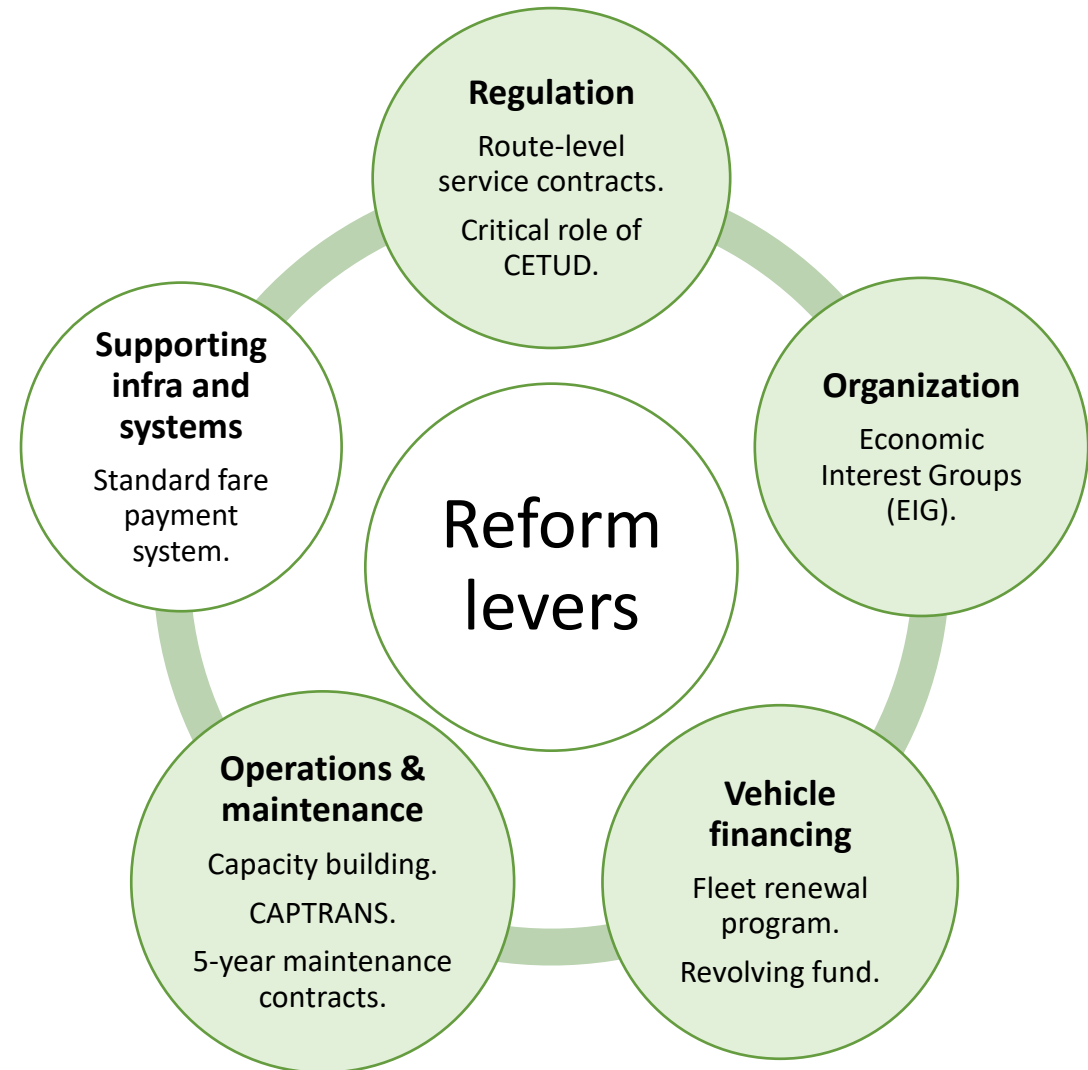 Regulation
Route-level
service contracts.
Critical role of
CETUD.
Organization
Economic
Interest Groups
(EIG).
Vehicle
financing
Fleet renewal
program.
Revolving fund.
Operations &
maintenance
Capacity building.
CAPTRANS.
5-year maintenance
contracts.
Supporting
infra and
systems
Standard fare
payment
system.
Reform
levers